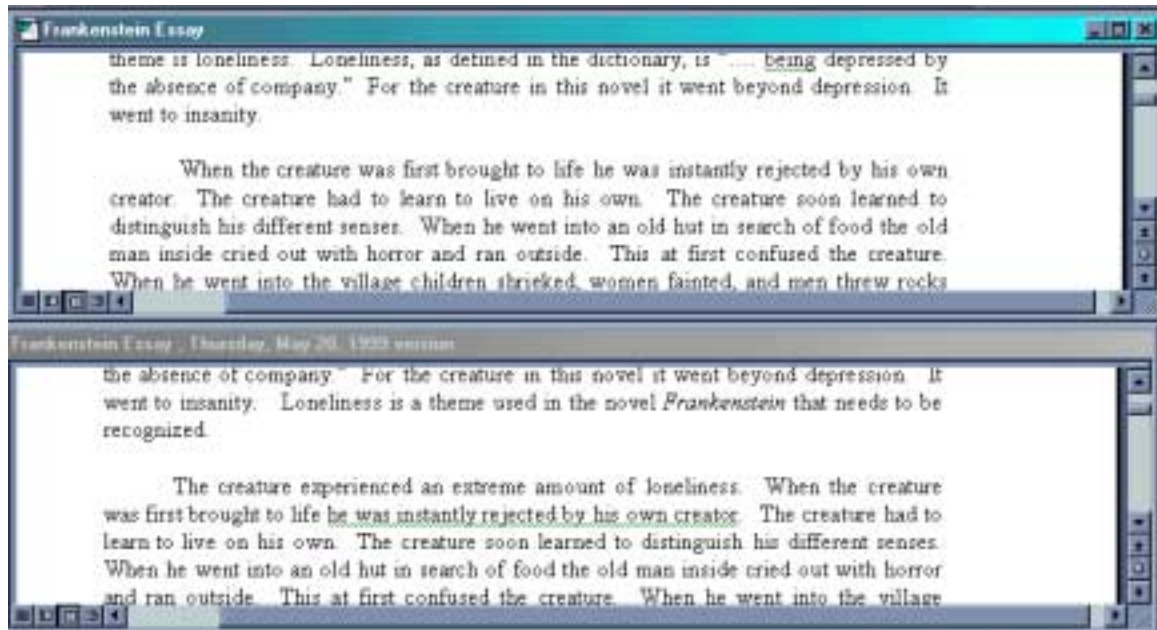 Frankenstein Essay
theme is loneliness. Loneliness, as defined in the dictionary, is ".... being depressed by
the absence of company." For the creature in this novel it went beyond depression. It
went to insanity.
When the creature was first brought to life he was instantly rejected by his own
creator. The creature had to learn to live on his own. The creature soon learned to
distinguish his different senses. When he went into an old hut in search of food the old
man inside cried out with horror and ran outside. This at first confused the creature.
When he went into the village children shrieked, women fainted, and men threw rocks
Frankenstein Essay , Thursday, May 20, 1999 version
the absence of company." For the creature in this novel it went beyond depression. It
went to insanity. Loneliness is a theme used in the novel Frankenstein that needs to be
recognized.
The creature experienced an extreme amount of loneliness. When the creature
was first brought to life he was instantly rejected by his own creator. The creature had to
learn to live on his own. The creature soon learned to distinguish his different senses.
When he went into an old hut in search of food the old man inside cried out with horror
and ran outside. This at first confused the creature. When he went into the village